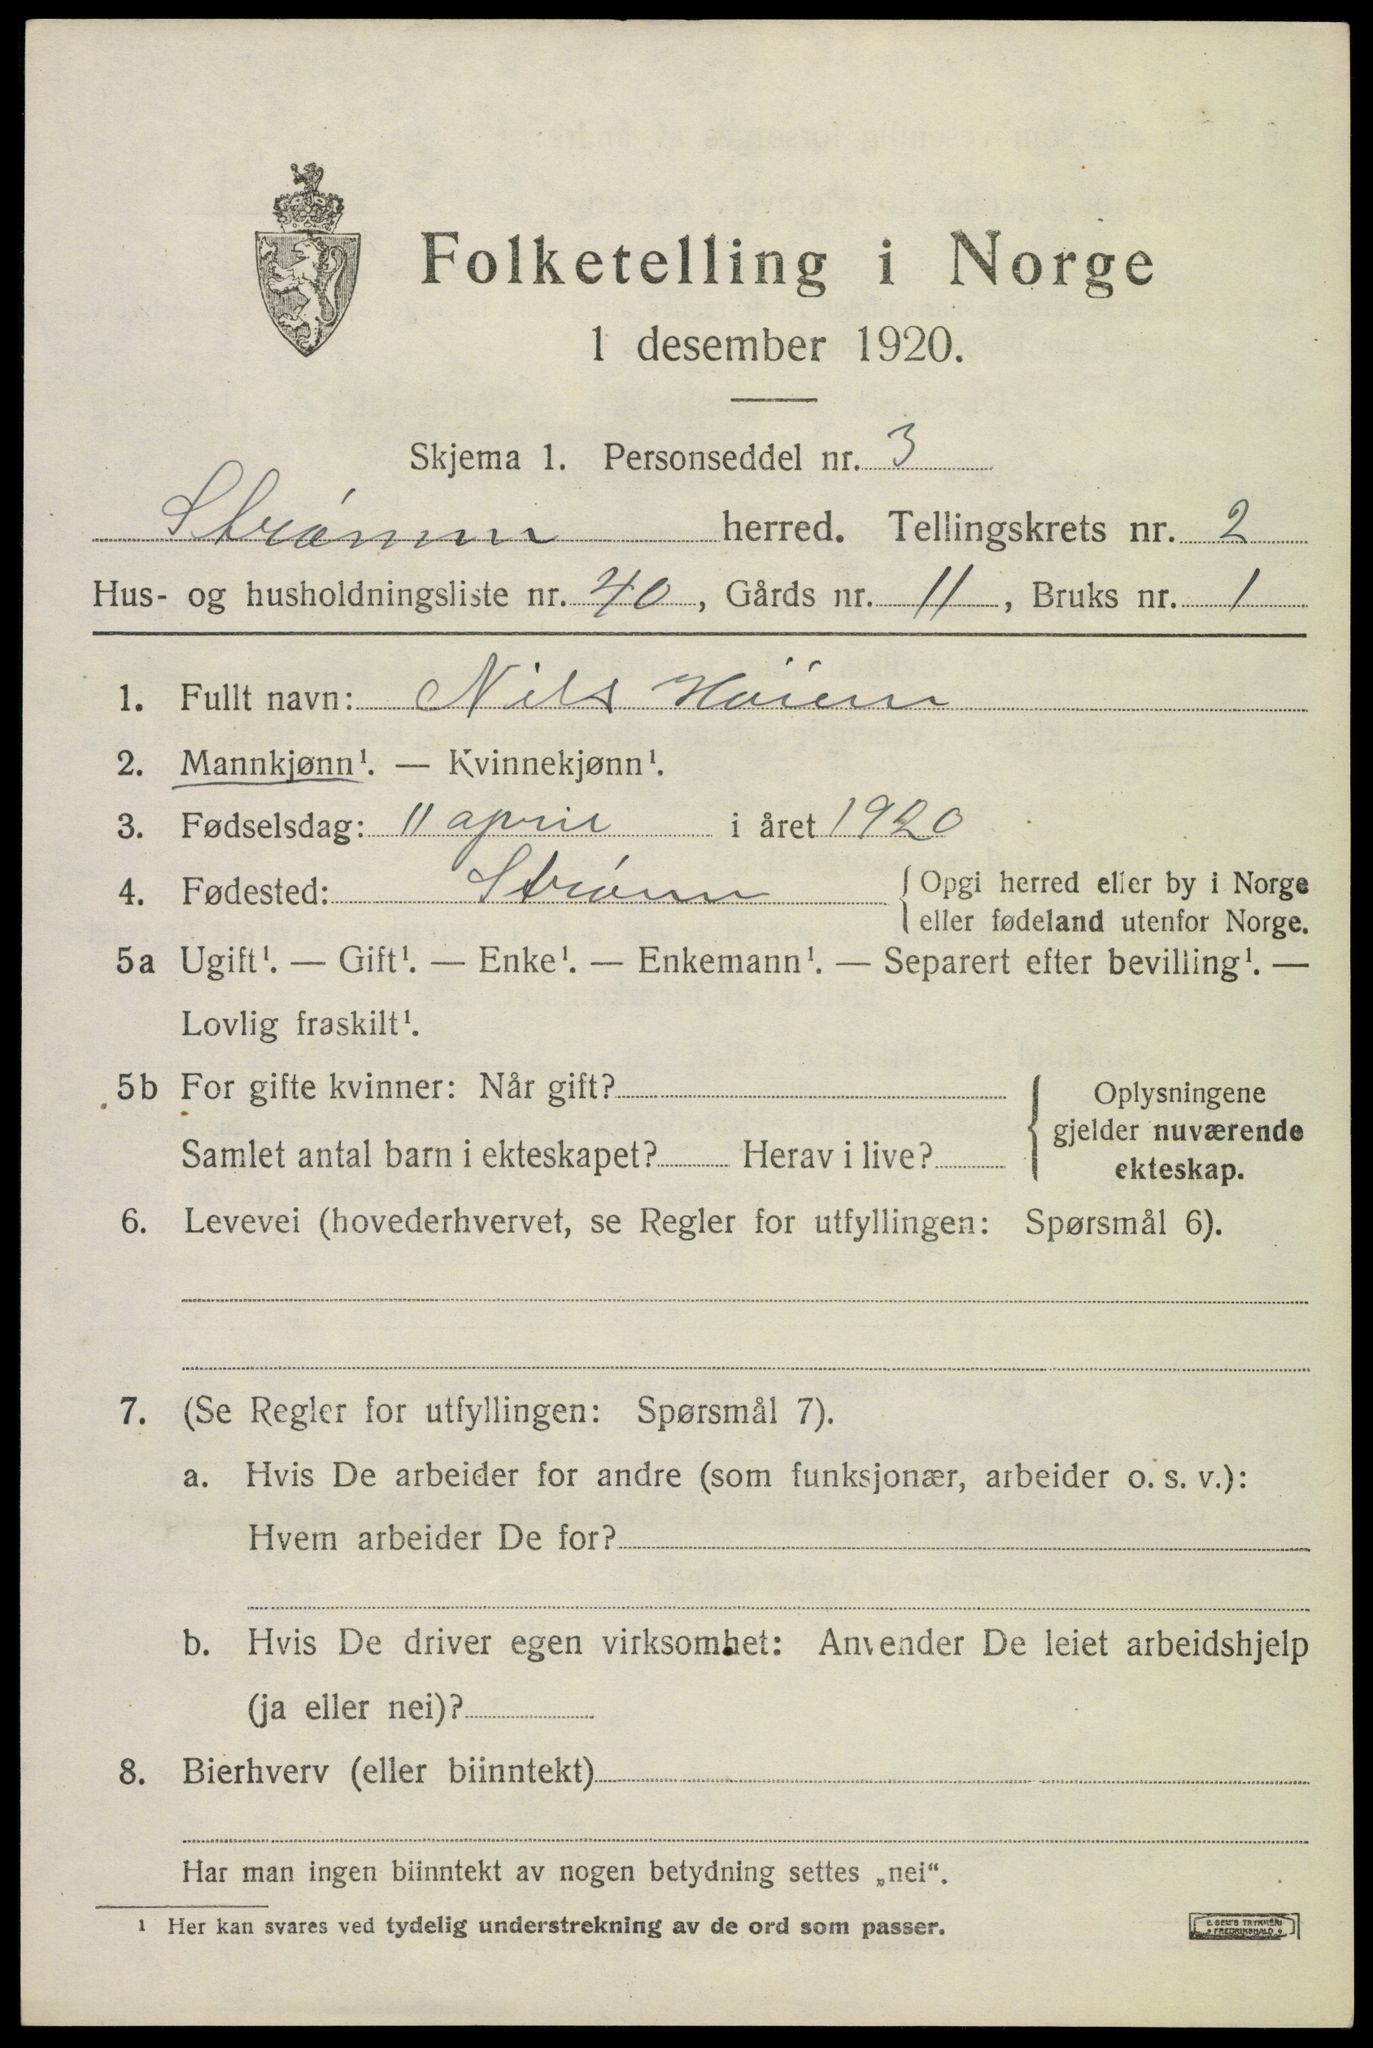 Folketelling i Norge
1 desember 1920.
Skjema 1. Personseddel nr. 3
Strømm herred. Tellingskrets nr. 2
Hus- og husholdningsliste nr. 40, Gårds nr. 11, Bruks nr. 1
1. Fullt navn: Nils Höiem
2. Mannkjønn¹. — Kvinnekjønn¹.
3. Fødselsdag: 11 april i året 1920
4. Fødested: Strømm { Opgi herred eller by i Norge
eller fødeland utenfor Norge.
5a Ugift¹. — Gift¹. — Enke¹. — Enkemann¹. — Separert efter bevilling¹. —
Lovlig fraskilt¹.
5b For gifte kvinner: Når gift?
Samlet antal barn i ekteskapet? Herav i live?
Oplysningene
gjelder nuværende
ekteskap.
6. Levevei (hovederhvervet, se Regler for utfyllingen: Spørsmål 6).
7. (Se Regler for utfyllingen: Spørsmål 7).
a. Hvis De arbeider for andre (som funksjonær, arbeider o. s. v.):
Hvem arbeider De for?
b. Hvis De driver egen virksomhet: Anvender De leiet arbeidshjelp
(ja eller nei)?
8. Bierhverv (eller biinntekt)
Har man ingen biinntekt av nogen betydning settes „nei“.
¹ Her kan svares ved tydelig understrekning av de ord som passer.
E. SEM'S TRYKKERI
FREDRIKSHALD